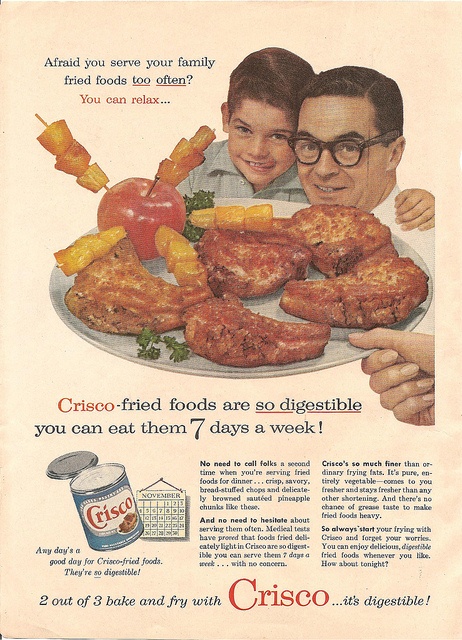 Afraid you serve your family
fried foods too often?
You can relax...
Crisco-fried foods are so digestible
you can eat them 7 days a week!
Crisco
NOVEMBER
Any day's a
good day for Crisco-fried foods.
They're so digestible!
No need to call folks a second
time when you're serving fried
foods for dinner . . . crisp, savory,
bread-stuffed chops and delicate-
ly browned sautéed pineapple
chunks like these.
And no need to hesitate about
serving them often. Medical tests
have proved that foods fried deli-
cately light in Crisco are so digest-
ible you can serve them 7 days a
week . . . with no concern.
Crisco's so much finer than or-
dinary frying fats. It's pure, en-
tirely vegetable—comes to you
fresher and stays fresher than any
other shortening. And there's no
chance of grease taste to make
fried foods heavy.
So always start your frying with
Crisco and forget your worries.
You can enjoy delicious, digestible
fried foods whenever you like.
How about tonight?
2 out of 3 bake and fry with Crisco ...it's digestible!